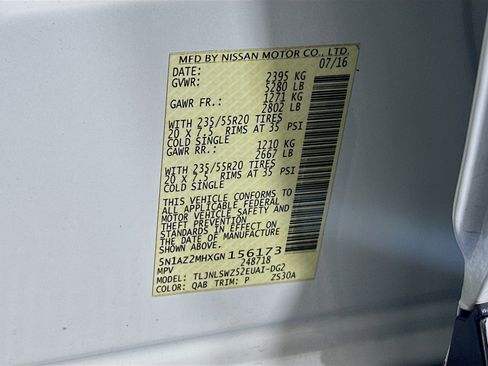 MFD BY NISSAN MOTOR CO., LTD.
DATE: 07/16
GVWR: 2395 KG
5280 LB
GAWR FR.: 1271 KG
2802 LB
WITH 235/55R20 TIRES
20 X 7.5 RIMS AT 35 PSI
COLD SINGLE
GAWR RR.: 1210 KG
2667 LB
WITH 235/55R20 TIRES
20 X 7.5 RIMS AT 35 PSI
COLD SINGLE
THIS VEHICLE CONFORMS TO
ALL APPLICABLE FEDERAL
MOTOR VEHICLE SAFETY AND
THEFT PREVENTION
STANDARDS IN EFFECT ON
THE DATE OF MANUFACTURE
SHOWN ABOVE.
5N1AZ2MHXGN156173
MPV 248718
TLJNLSWZ52EUAI-DG2
COLOR: QAB TRIM: P ZS30A